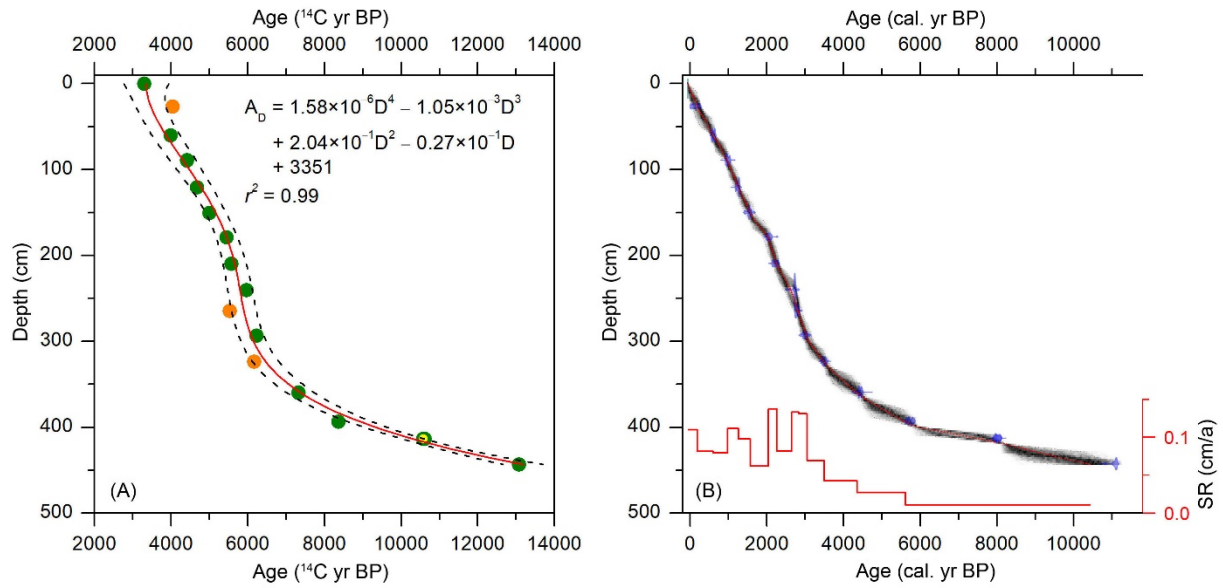 Age (¹⁴C yr BP)
2000 4000 6000 8000 10000 12000 14000
0
100
200
300
400
500
Depth (cm)
A_D = 1.58×10 ⁶D⁴ – 1.05×10 ³D³
+ 2.04×10⁻¹D² – 0.27×10⁻¹D
+ 3351
r² = 0.99
(A)
2000 4000 6000 8000 10000 12000 14000
Age (¹⁴C yr BP)
Age (cal. yr BP)
0 2000 4000 6000 8000 10000
0
100
200
300
400
500
Depth (cm)
0.1
0.0
SR (cm/a)
(B)
0 2000 4000 6000 8000 10000
Age (cal. yr BP)